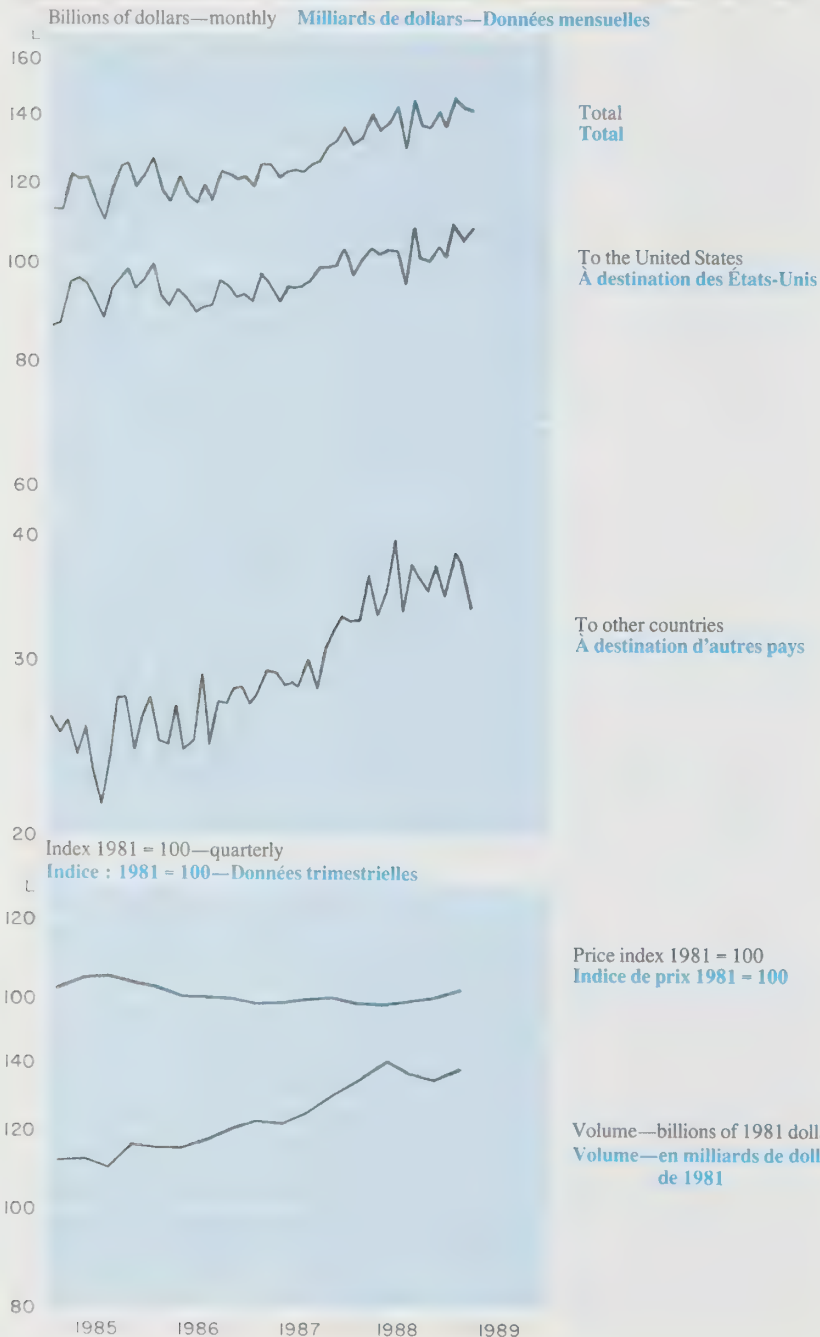 Billions of dollars—monthly Milliards de dollars—Données mensuelles
L
160
140
120
100
80
60
40
30
20
Total
Total
To the United States
À destination des États-Unis
To other countries
À destination d'autres pays
Index 1981 = 100—quarterly
Indice : 1981 = 100—Données trimestrielles
L
120
100
140
120
100
80
Price index 1981 = 100
Indice de prix 1981 = 100
Volume—billions of 1981 doll
Volume—en milliards de doll
de 1981
1985 1986 1987 1988 1989